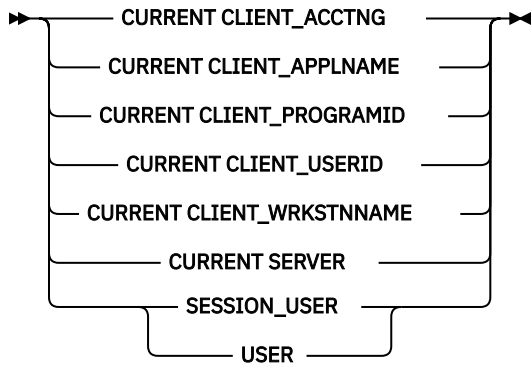 CURRENT CLIENT_ACCTNG
CURRENT CLIENT_APPLNAME
CURRENT CLIENT_PROGRAMID
CURRENT CLIENT_USERID
CURRENT CLIENT_WRKSTNNAME
CURRENT SERVER
SESSION_USER
USER